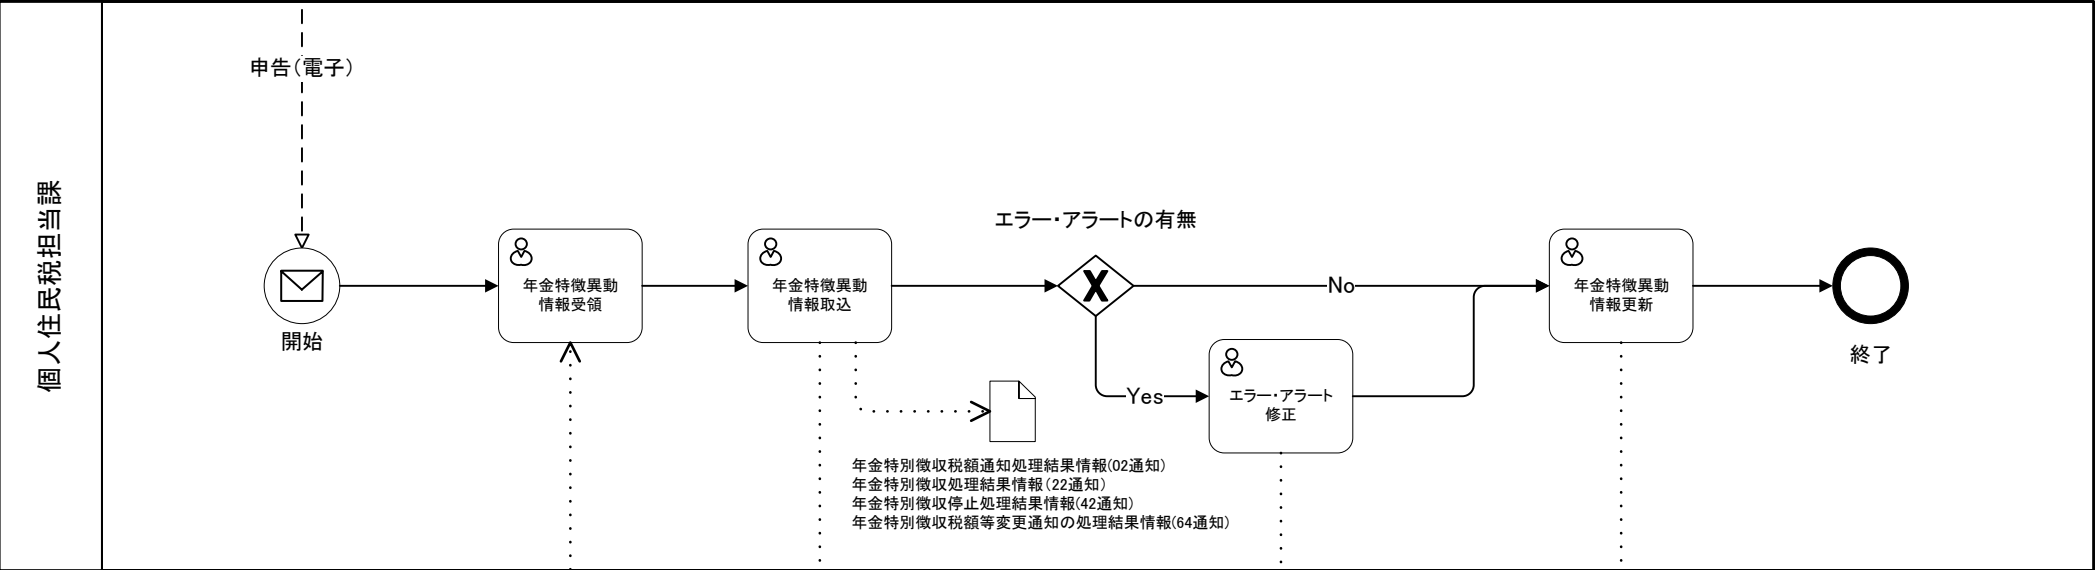 個人住民税担当課
申告(電子)
開始
年金特徴異動
情報受領
年金特徴異動
情報取込
年金特別徴収税額通知処理結果情報(02通知)
年金特別徴収処理結果情報(22通知)
年金特別徴収停止処理結果情報(42通知)
年金特別徴収税額等変更通知の処理結果情報(64通知)
エラー・アラートの有無
No
Yes
エラー・アラート
修正
年金特徴異動
情報更新
終了